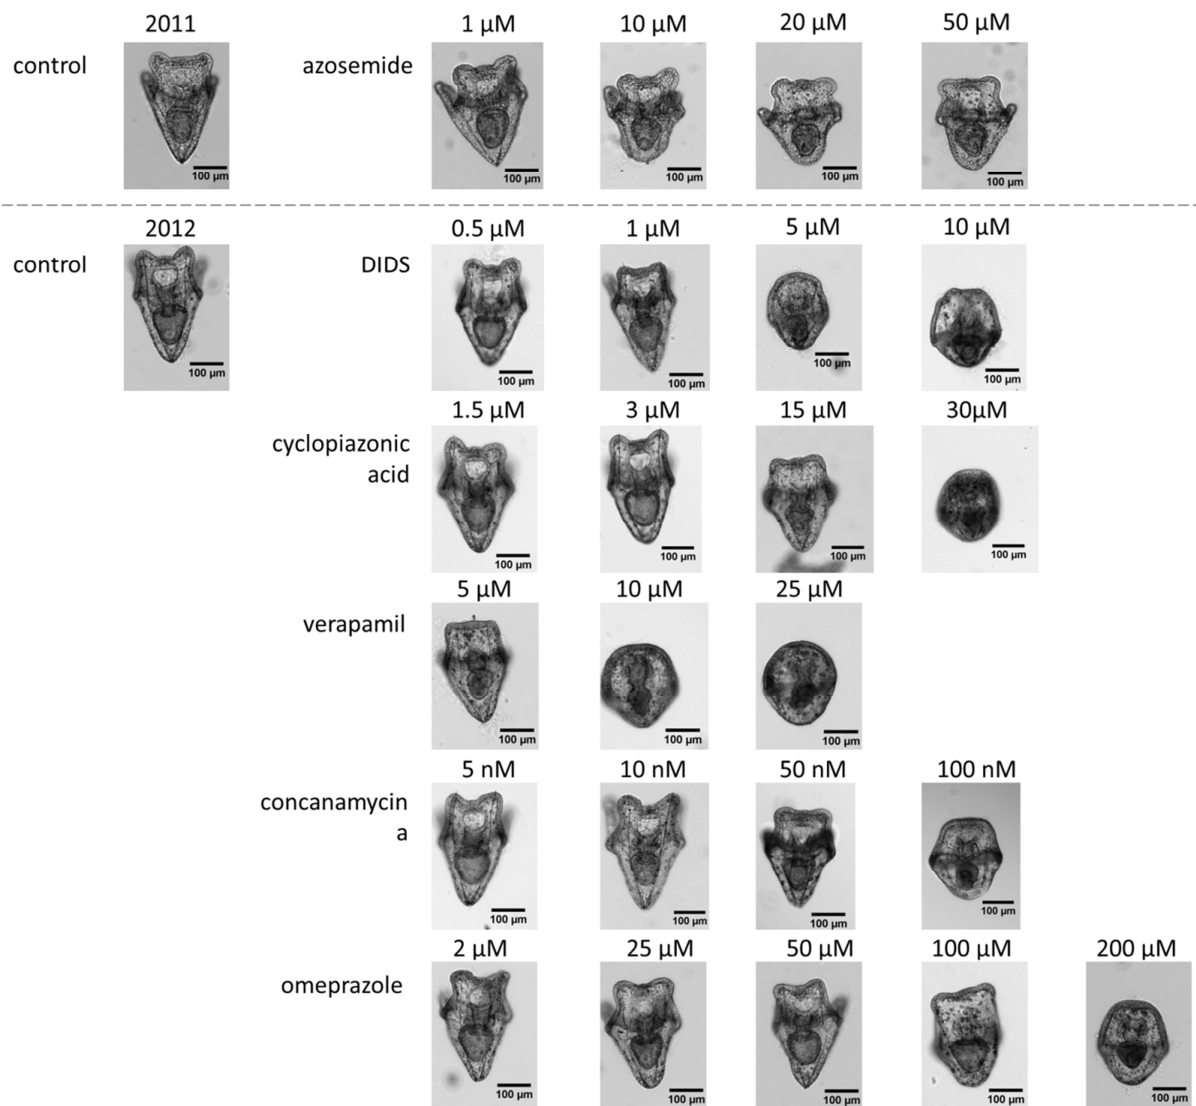 2011 1 µM 10 µM 20 µM 50 µM
control azosemide
100 µm 100 µm 100 µm 100 µm 100 µm
2012 0.5 µM 1 µM 5 µM 10 µM
control DIDS
100 µm 100 µm 100 µm 100 µm 100 µm
1.5 µM 3 µM 15 µM 30µM
cyclopiazonic
acid
100 µm 100 µm 100 µm 100 µm
5 µM 10 µM 25 µM
verapamil
100 µm 100 µm 100 µm
5 nM 10 nM 50 nM 100 nM
concanamycin
a
100 µm 100 µm 100 µm 100 µm
2 µM 25 µM 50 µM 100 µM 200 µM
omeprazole
100 µm 100 µm 100 µm 100 µm 100 µm